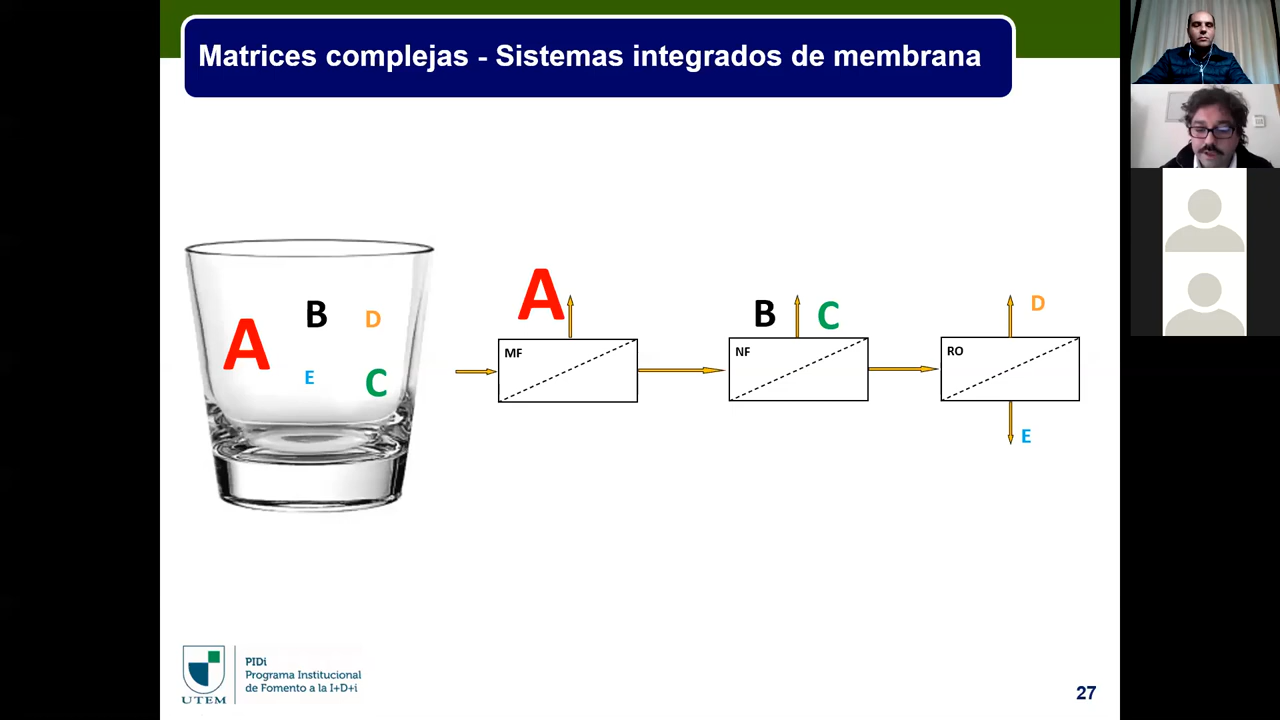 Matrices complejas - Sistemas integrados de membrana
A
B
D
E
C
A
MF
B
C
NF
D
RO
E
UTEM
PIDi
Programa Institucional
de Fomento a la I+D+i
27